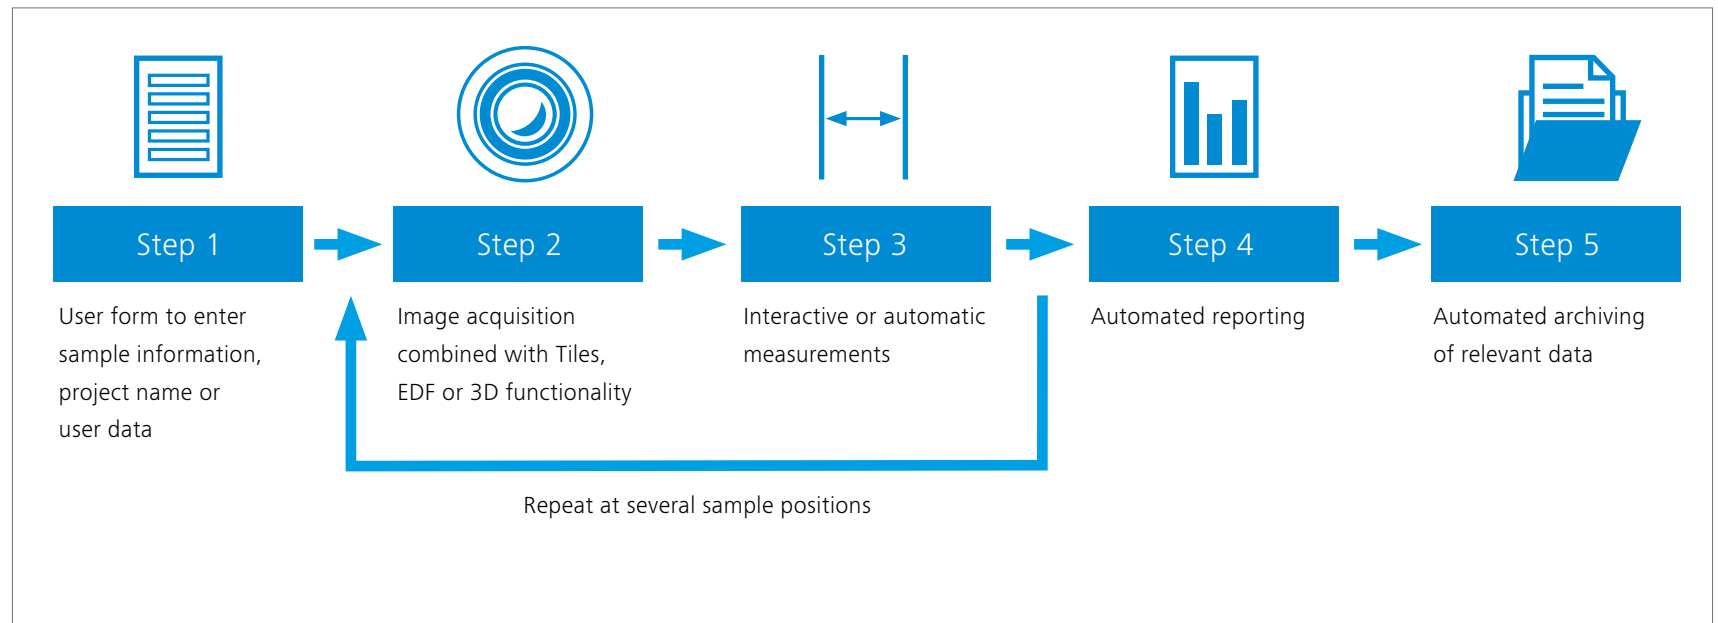 Step 1
Step 2
Step 3
Step 4
Step 5
User form to enter
sample information,
project name or
user data
Image acquisition
combined with Tiles,
EDF or 3D functionality
Interactive or automatic
measurements
Automated reporting
Automated archiving
of relevant data
Repeat at several sample positions